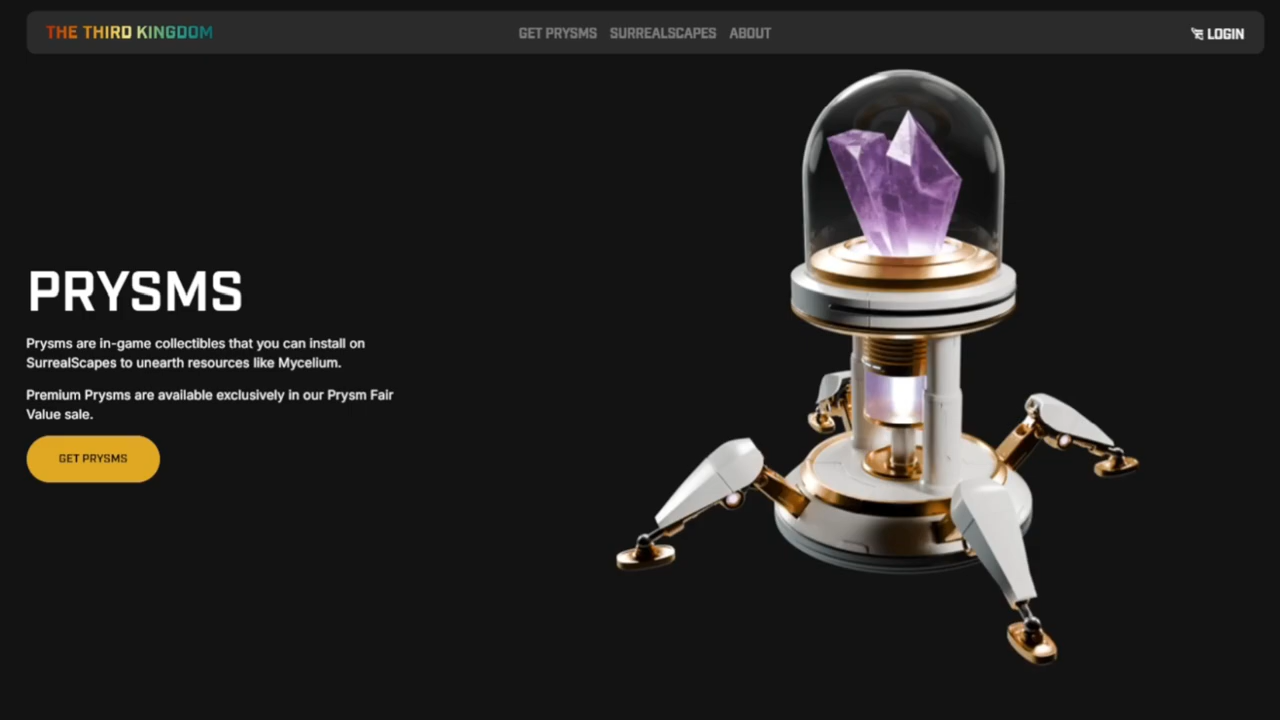 THE THIRD KINGDOM
GET PRYSMS
SURREALSCAPES
ABOUT
LOGIN
PRYSMS
Prysms are in-game collectibles that you can install on
SurrealScapes to unearth resources like Mycelium.
Premium Prysms are available exclusively in our Prysm Fair
Value sale.
GET PRYSMS